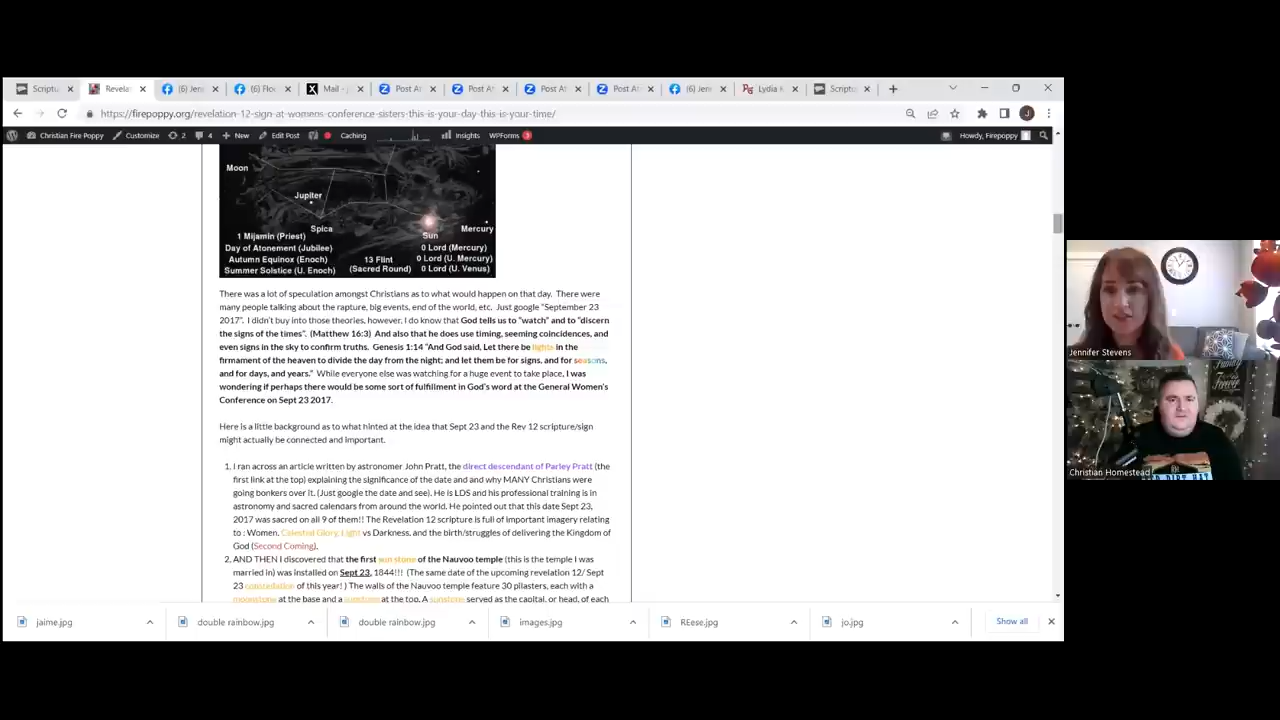 Scriptu
Revelat
(6) Jenn
(6) Flo
Mail -
Post At
Post At
Post At
Post At
(6) Jenn
Lydia K
Scriptu
https://firepoppy.org/revelation-12-sign-at-womens-conference-sisters-this-is-your-day-this-is-your-time/
Christian Fire Poppy
Customize
2
4
New
Edit Post
Caching
Insights
WPForms
Howdy, Firepoppy
Moon
Jupiter
Spica
Sun
Mercury
1 Mijamin (Priest)
Day of Atonement (Jubilee)
Autumn Equinox (Enoch)
Summer Solstice (U. Enoch)
13 Flint
(Sacred Round)
0 Lord (Mercury)
0 Lord (U. Mercury)
0 Lord (U. Venus)
There was a lot of speculation amongst Christians as to what would happen on that day. There were
many people talking about the rapture, big events, end of the world, etc. Just google "September 23
2017". I didn't buy into those theories, however, I do know that God tells us to "watch" and to "discern
the signs of the times". (Matthew 16:3) And also that he does use timing, seeming coincidences, and
even signs in the sky to confirm truths. Genesis 1:14 "And God said, Let there be lights in the
firmament of the heaven to divide the day from the night; and let them be for signs, and for seasons,
and for days, and years." While everyone else was watching for a huge event to take place, I was
wondering if perhaps there would be some sort of fulfillment in God's word at the General Women's
Conference on Sept 23 2017.
Here is a little background as to what hinted at the idea that Sept 23 and the Rev 12 scripture/sign
might actually be connected and important.
1. I ran across an article written by astronomer John Pratt, the direct descendant of Parley Pratt (the
first link at the top) explaining the significance of the date and and why MANY Christians were
going bonkers over it. (Just google the date and see). He is LDS and his professional training is in
astronomy and sacred calendars from around the world. He pointed out that this date Sept 23,
2017 was sacred on all 9 of them!! The Revelation 12 scripture is full of important imagery relating
to : Women, Celestial Glory, Light vs Darkness, and the birth/struggles of delivering the Kingdom of
God (Second Coming).
2. AND THEN I discovered that the first sun stone of the Nauvoo temple (this is the temple I was
married in) was installed on Sept 23, 1844!!! (The same date of the upcoming revelation 12/ Sept
23 constellation of this year! ) The walls of the Nauvoo temple feature 30 pilasters, each with a
moonstone at the base and a sunstone at the top. A sunstone served as the capital, or head, of each
jaime.jpg
double rainbow.jpg
double rainbow.jpg
images.jpg
REese.jpg
jo.jpg
Show all
Jennifer Stevens
Christian Homestead